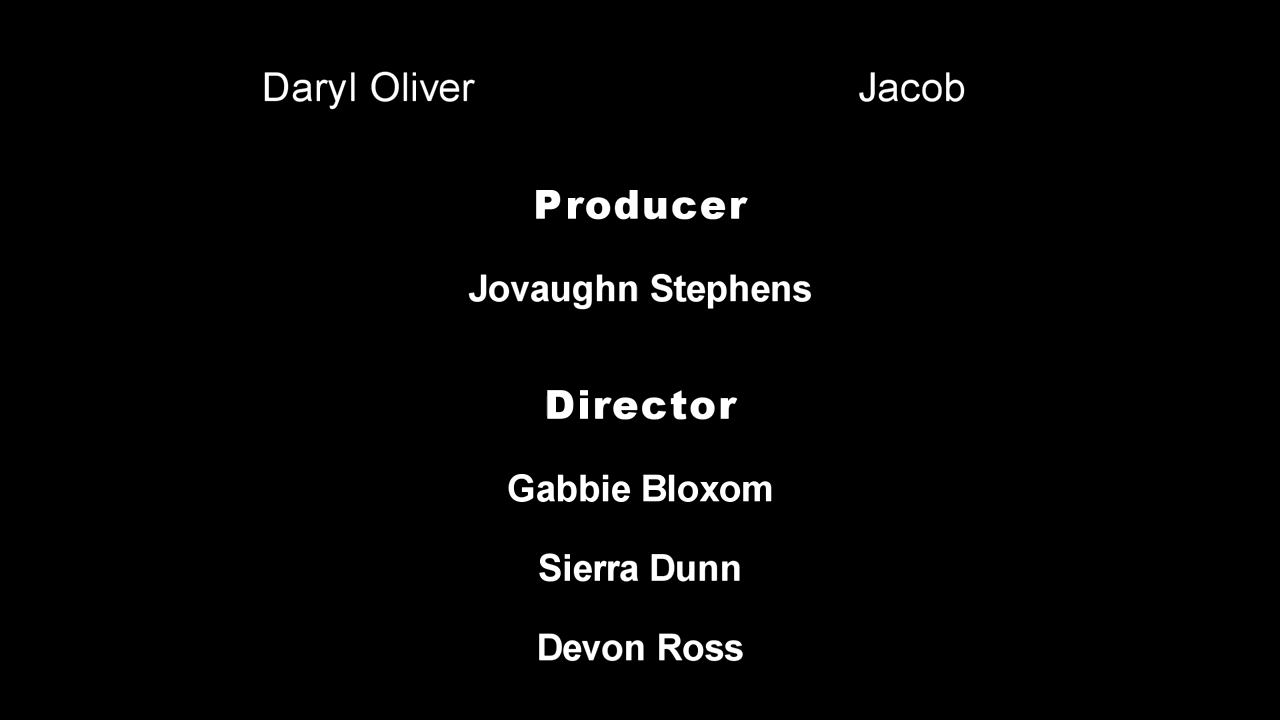 Daryl Oliver Jacob
Producer
Jovaughn Stephens
Director
Gabbie Bloxom
Sierra Dunn
Devon Ross